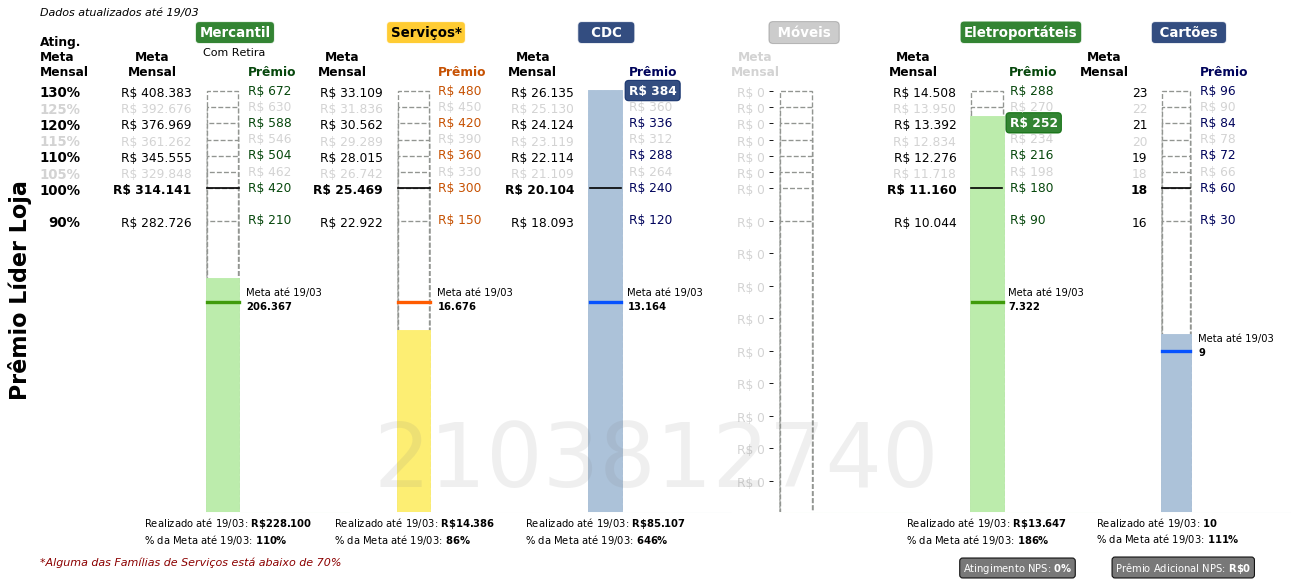 Dados atualizados até 19/03
Mercantil Serviços* CDC Móveis Eletroportáteis Cartões
Com Retira
Ating. Meta Mensal
Meta Mensal Prêmio Meta Mensal Prêmio Meta Mensal Prêmio Meta Mensal Meta Mensal Prêmio Meta Mensal Prêmio
130% R$ 408.383 R$ 672 R$ 33.109 R$ 480 R$ 26.135 R$ 384 R$ 0 R$ 14.508 R$ 288 23 R$ 96
125% R$ 392.676 R$ 630 R$ 31.836 R$ 450 R$ 25.130 R$ 360 R$ 0 R$ 13.950 R$ 270 22 R$ 90
120% R$ 376.969 R$ 588 R$ 30.562 R$ 420 R$ 24.124 R$ 336 R$ 0 R$ 13.392 R$ 252 21 R$ 84
115% R$ 361.262 R$ 546 R$ 29.289 R$ 390 R$ 23.119 R$ 312 R$ 0 R$ 12.834 R$ 234 20 R$ 78
110% R$ 345.555 R$ 504 R$ 28.015 R$ 360 R$ 22.114 R$ 288 R$ 0 R$ 12.276 R$ 216 19 R$ 72
105% R$ 329.848 R$ 462 R$ 26.742 R$ 330 R$ 21.109 R$ 264 R$ 0 R$ 11.718 R$ 198 18 R$ 66
100% R$ 314.141 R$ 420 R$ 25.469 R$ 300 R$ 20.104 R$ 240 R$ 0 R$ 11.160 R$ 180 18 R$ 60
90% R$ 282.726 R$ 210 R$ 22.922 R$ 150 R$ 18.093 R$ 120 R$ 0 R$ 10.044 R$ 90 16 R$ 30
R$ 0
R$ 0
R$ 0
R$ 0
R$ 0
R$ 0
R$ 0
R$ 0
Prêmio Líder Loja
Meta até 19/03 Meta até 19/03 Meta até 19/03 Meta até 19/03
206.367 16.676 13.164 7.322
Meta até 19/03
9
2103812740
Realizado até 19/03: R$228.100 Realizado até 19/03: R$14.386 Realizado até 19/03: R$85.107 Realizado até 19/03: R$13.647 Realizado até 19/03: 10
% da Meta até 19/03: 110% % da Meta até 19/03: 86% % da Meta até 19/03: 646% % da Meta até 19/03: 186% % da Meta até 19/03: 111%
*Alguma das Famílias de Serviços está abaixo de 70%
Atingimento NPS: 0% Prêmio Adicional NPS: R$0